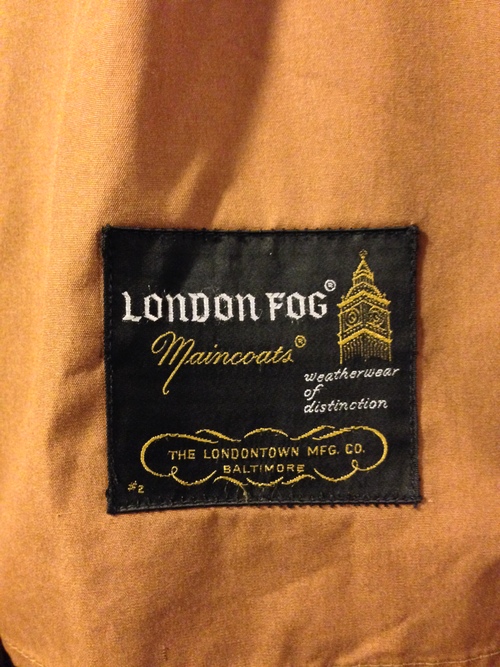 LONDON FOG®
Maincoats®
weatherwear
of
distinction
THE LONDONTOWN MFG. CO.
BALTIMORE
#2